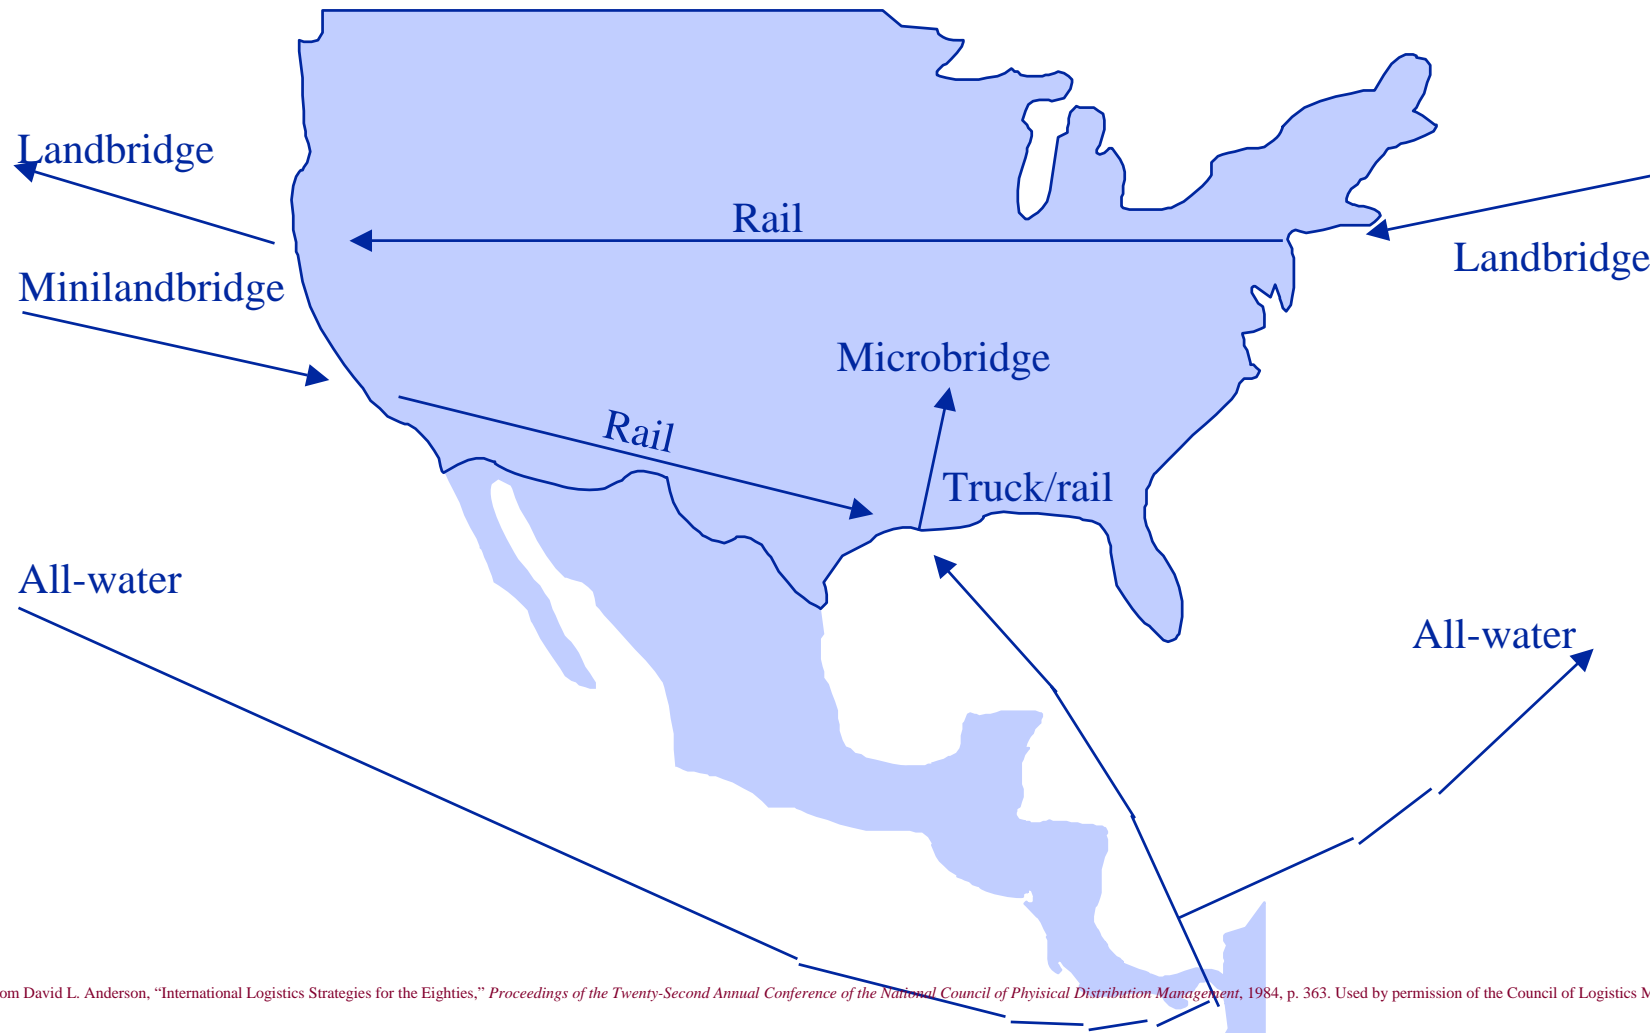 Landbridge
Rail
Landbridge
Minilandbridge
Microbridge
Rail
Truck/rail
All-water
All-water
om David L. Anderson, “International Logistics Strategies for the Eighties,” Proceedings of the Twenty-Second Annual Conference of the National Council of Phyisical Distribution Management, 1984, p. 363. Used by permission of the Council of Logistics M